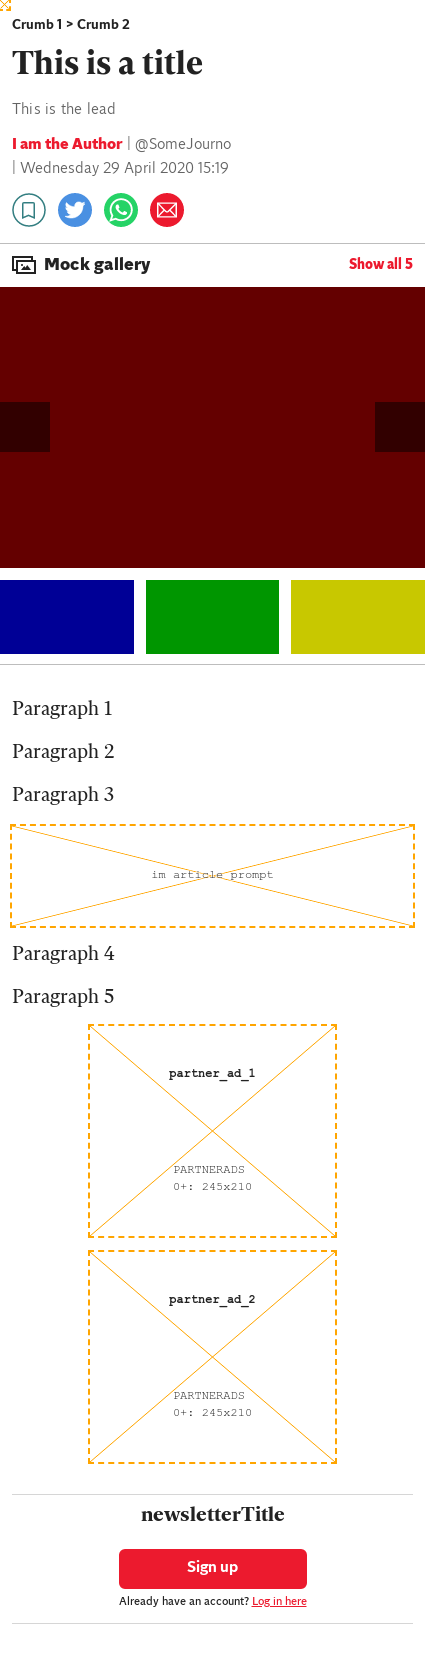 Crumb 1 > Crumb 2
This is a title
This is the lead
I am the Author | @SomeJourno
| Wednesday 29 April 2020 15:19
Mock gallery
Show all 5
Paragraph 1
Paragraph 2
Paragraph 3
im article prompt
Paragraph 4
Paragraph 5
partner_ad_1
PARTNERADS
0+: 245x210
partner_ad_2
PARTNERADS
0+: 245x210
newsletterTitle
Sign up
Already have an account? Log in here